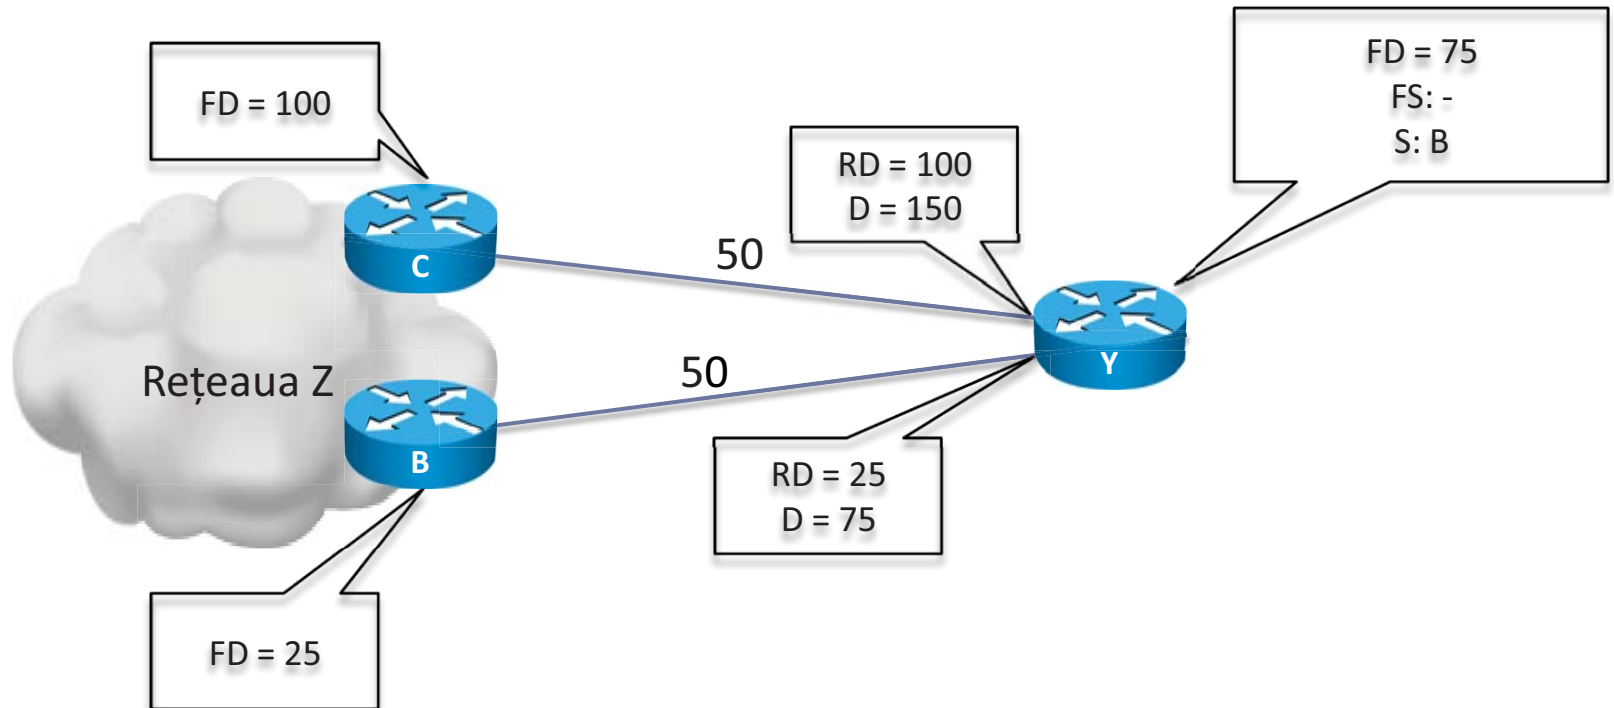 FD = 100
RD = 100
D = 150
FD = 75
FS: -
S: B
C
50
Y
Rețeaua Z
50
B
RD = 25
D = 75
FD = 25